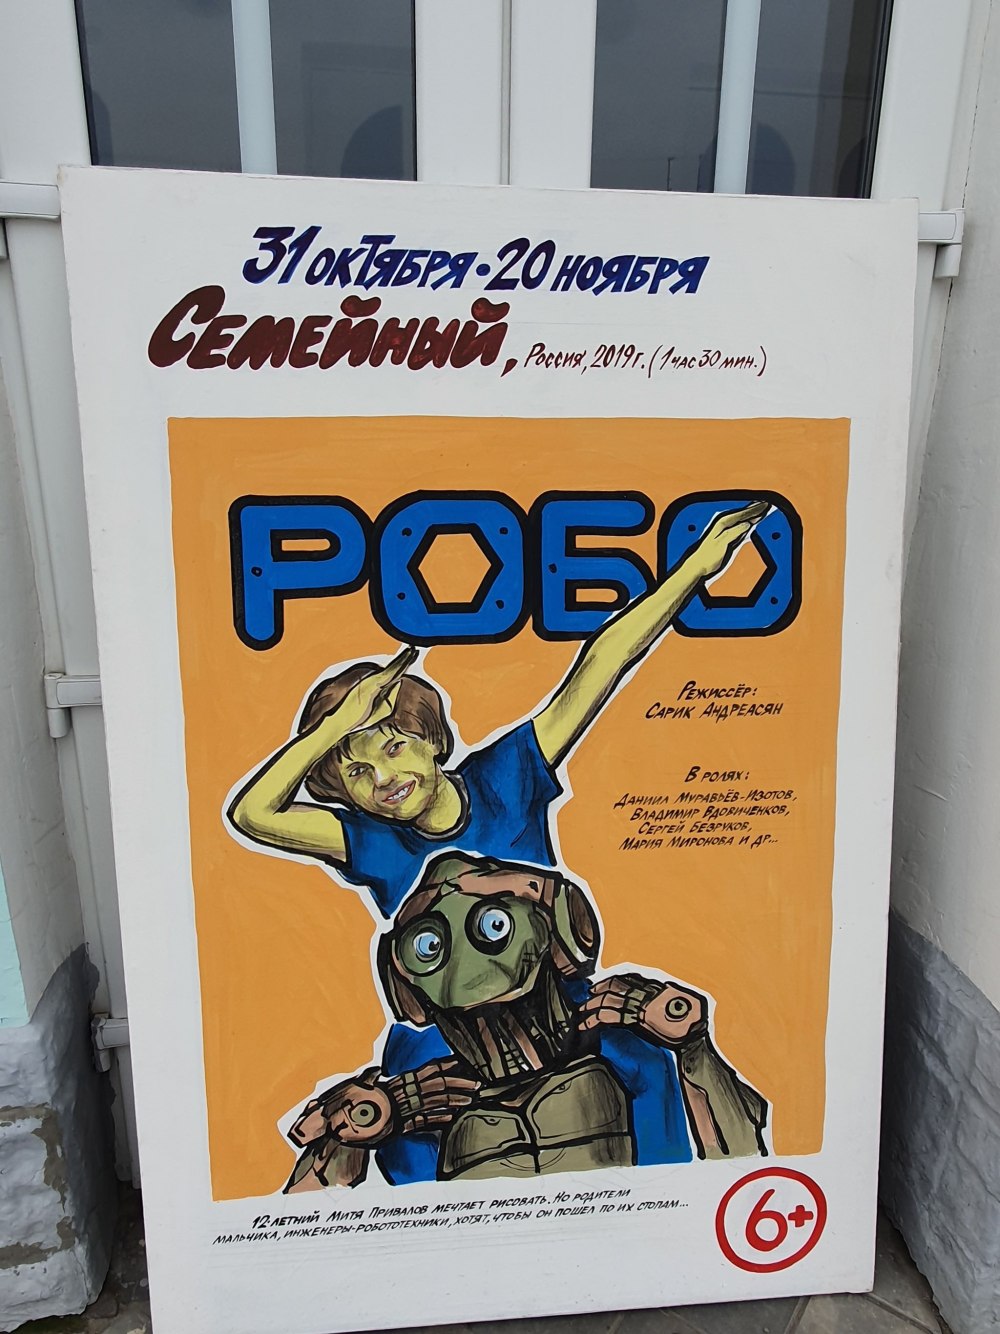 31 октября • 20 ноября
Семейный, Россия, 2019г. (1 час 30 мин.)
РОБО
Режиссёр:
Сарик Андреасян
В ролях:
Даниил Муравьёв-Изотов,
Владимир Вдовиченков,
Сергей Безруков,
Мария Миронова и др...
12-летний Митя Привалов мечтает рисовать. Но родители
мальчика, инженеры-робототехники, хотят, чтобы он пошел по их стопам...
6+